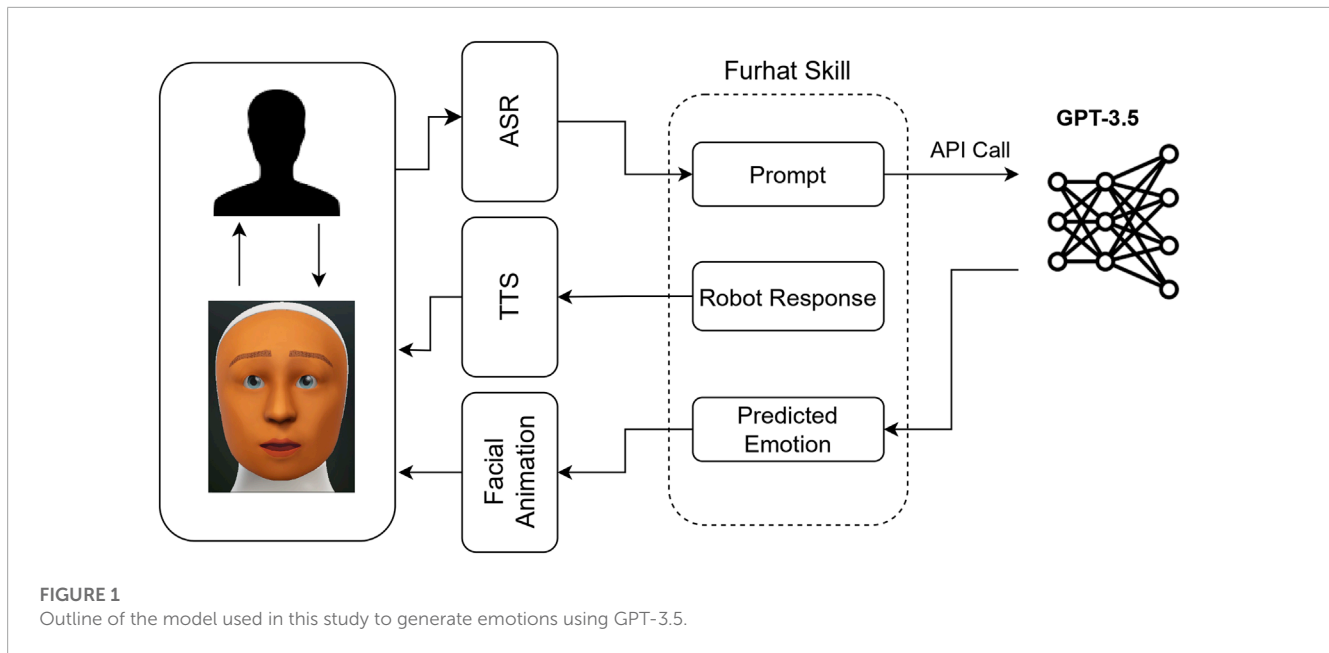 Furhat Skill
ASR
Prompt
API Call
GPT-3.5
TTS
Robot Response
Facial
Animation
Predicted
Emotion
FIGURE 1
Outline of the model used in this study to generate emotions using GPT-3.5.